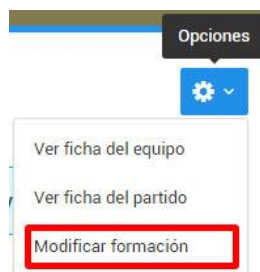 Opciones
Ver ficha del equipo
Ver ficha del partido
Modificar formación